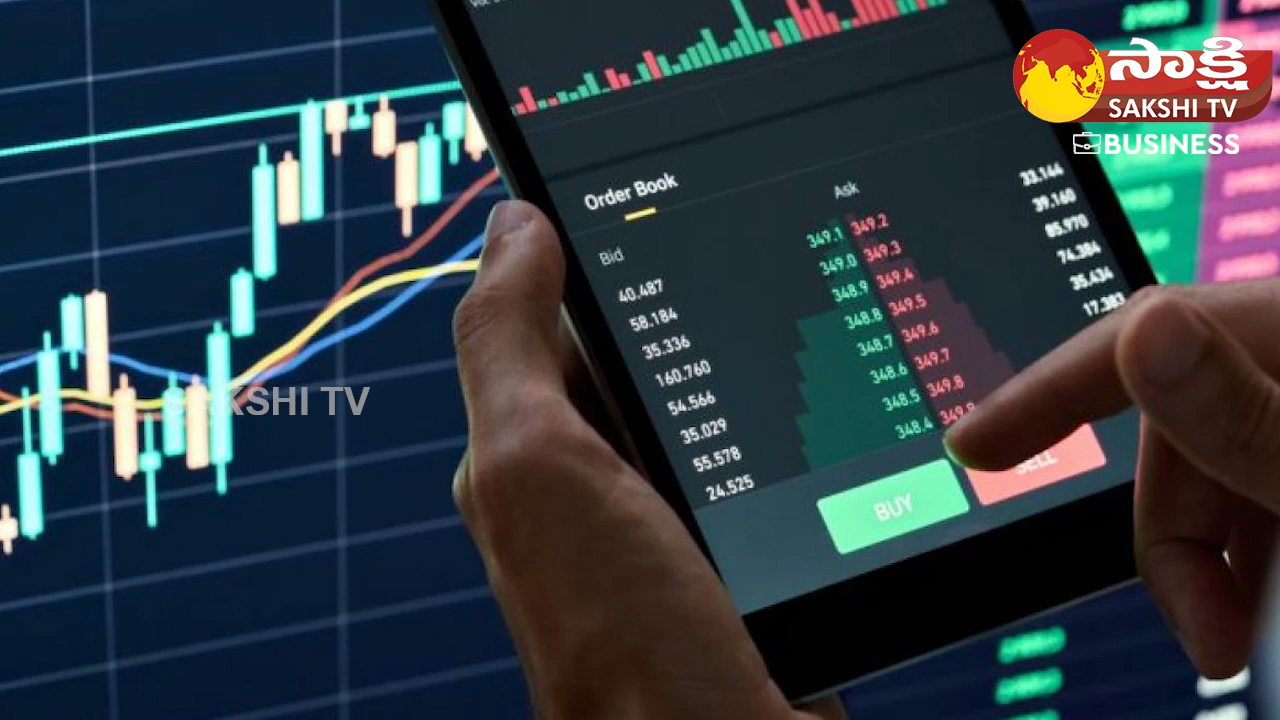 సాక్షి
SAKSHI TV
BUSINESS
Order Book
Bid
Ask
40.487 349.1 349.2 33.144
58.184 349.0 349.3 39.160
35.336 348.9 349.4 85.970
160.760 348.8 349.5 74.384
54.566 348.7 349.6 35.434
35.029 348.6 349.7 17.383
55.578 348.5 349.8
24.525 348.4 349.9
BUY
SELL
SAKSHI TV